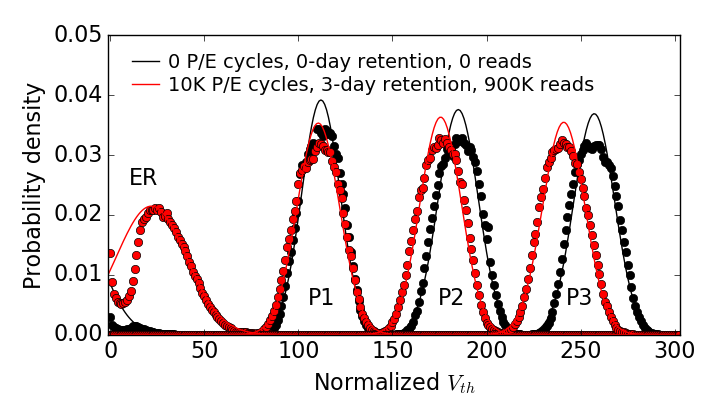 0.05
0 P/E cycles, 0-day retention, 0 reads
10K P/E cycles, 3-day retention, 900K reads
0.04
0.03
ER
0.02
0.01
P1
P2
P3
0.00
0
50
100
150
200
250
300
Probability density
Normalized V_{th}